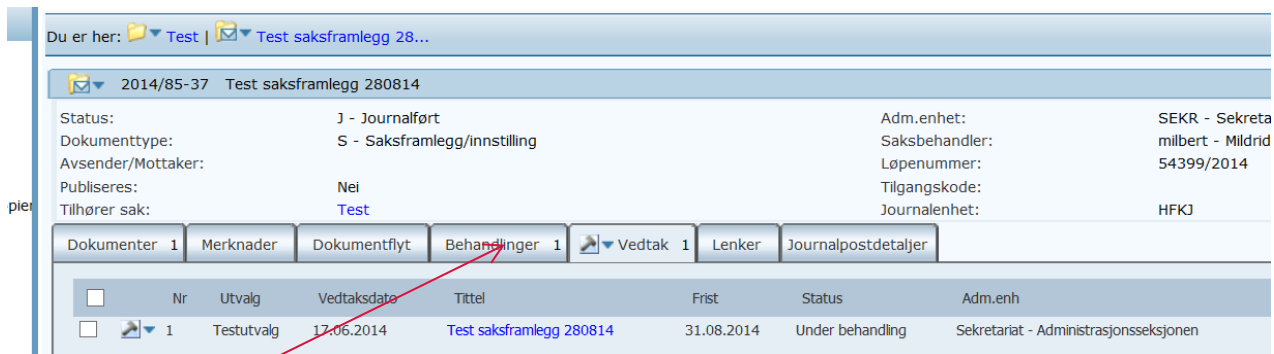 Du er her: Test | Test saksframlegg 28...
2014/85-37 Test saksframlegg 280814
Status: J - Journalført Adm.enhet: SEKR - Sekreta
Dokumenttype: S - Saksframlegg/innstilling Saksbehandler: milbert - Mildrid
Avsender/Mottaker: Løpenummer: 54399/2014
Publiseres: Nei Tilgangskode:
pier Tilhører sak: Test Journalenhet: HFKJ
Dokumenter 1 Merknader Dokumentflyt Behandlinger 1 Vedtak 1 Lenker Journalpostdetaljer
Nr Utvalg Vedtaksdato Tittel Frist Status Adm.enh
1 Testutvalg 17.06.2014 Test saksframlegg 280814 31.08.2014 Under behandling Sekretariat - Administrasjonsseksjonen